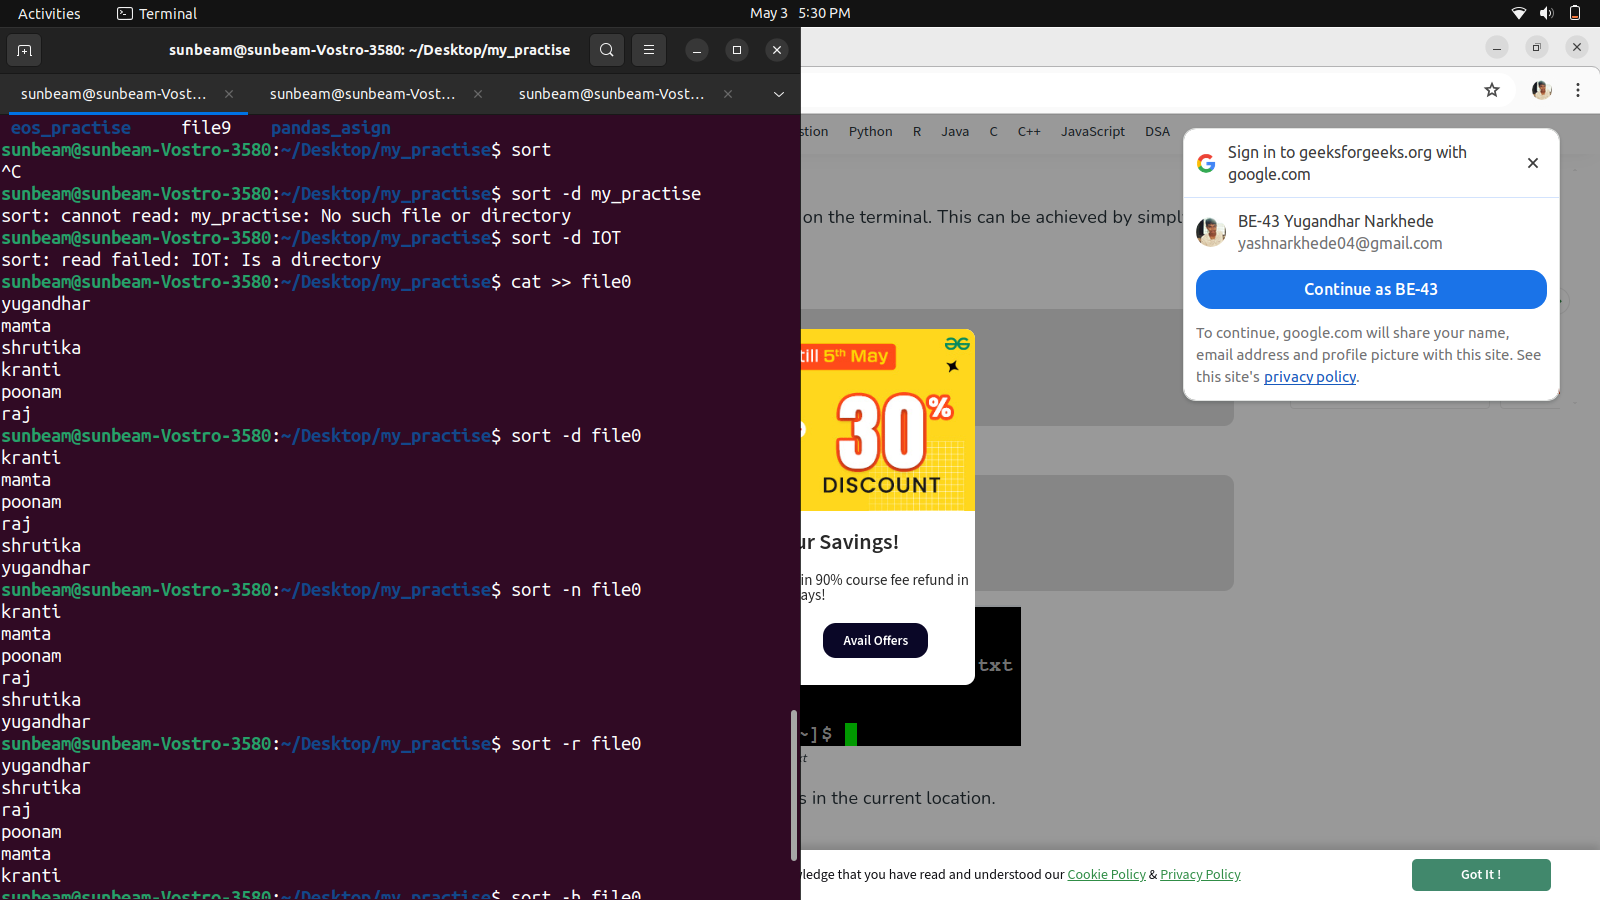 Activities
Terminal
May 3 5:30 PM
sunbeam@sunbeam-Vostro-3580: ~/Desktop/my_practise
sunbeam@sunbeam-Vost...
sunbeam@sunbeam-Vost...
sunbeam@sunbeam-Vost...
eos_practise file9 pandas_asign
sunbeam@sunbeam-Vostro-3580:~/Desktop/my_practise$ sort
^C
sunbeam@sunbeam-Vostro-3580:~/Desktop/my_practise$ sort -d my_practise
sort: cannot read: my_practise: No such file or directory
sunbeam@sunbeam-Vostro-3580:~/Desktop/my_practise$ sort -d IOT
sort: read failed: IOT: Is a directory
sunbeam@sunbeam-Vostro-3580:~/Desktop/my_practise$ cat >> file0
yugandhar
mamta
shrutika
kranti
poonam
raj
sunbeam@sunbeam-Vostro-3580:~/Desktop/my_practise$ sort -d file0
kranti
mamta
poonam
raj
shrutika
yugandhar
sunbeam@sunbeam-Vostro-3580:~/Desktop/my_practise$ sort -n file0
kranti
mamta
poonam
raj
shrutika
yugandhar
sunbeam@sunbeam-Vostro-3580:~/Desktop/my_practise$ sort -r file0
yugandhar
shrutika
raj
poonam
mamta
kranti
sunbeam@sunbeam-Vostro-3580:~/Desktop/my_practise$ sort -h file0
stion Python R Java C C++ JavaScript DSA
on the terminal. This can be achieved by simpl
Sign in to geeksforgeeks.org with
google.com
BE-43 Yugandhar Narkhede
yashnarkhede04@gmail.com
Continue as BE-43
To continue, google.com will share your name,
email address and profile picture with this site. See
this site's privacy policy.
till 5th May
30%
DISCOUNT
ur Savings!
in 90% course fee refund in
ays!
Avail Offers
txt
~]$
xt
s in the current location.
ledge that you have read and understood our Cookie Policy & Privacy Policy
Got It !